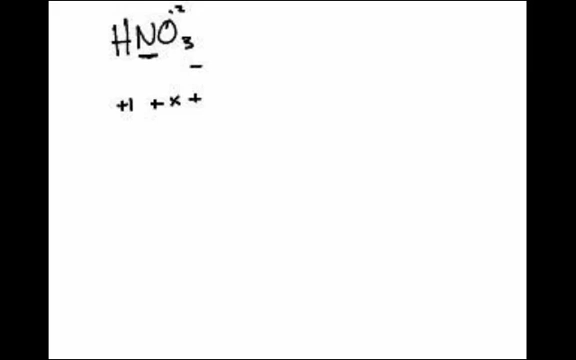 HNO₃⁻²
+1 + x +